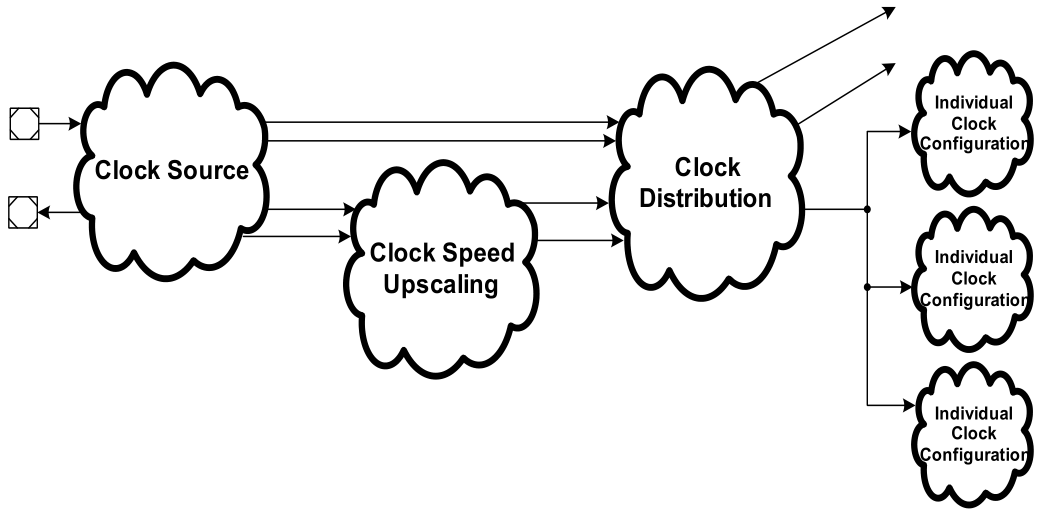 Clock Source
Clock Speed
Upscaling
Clock
Distribution
Individual
Clock
Configuration
Individual
Clock
Configuration
Individual
Clock
Configuration